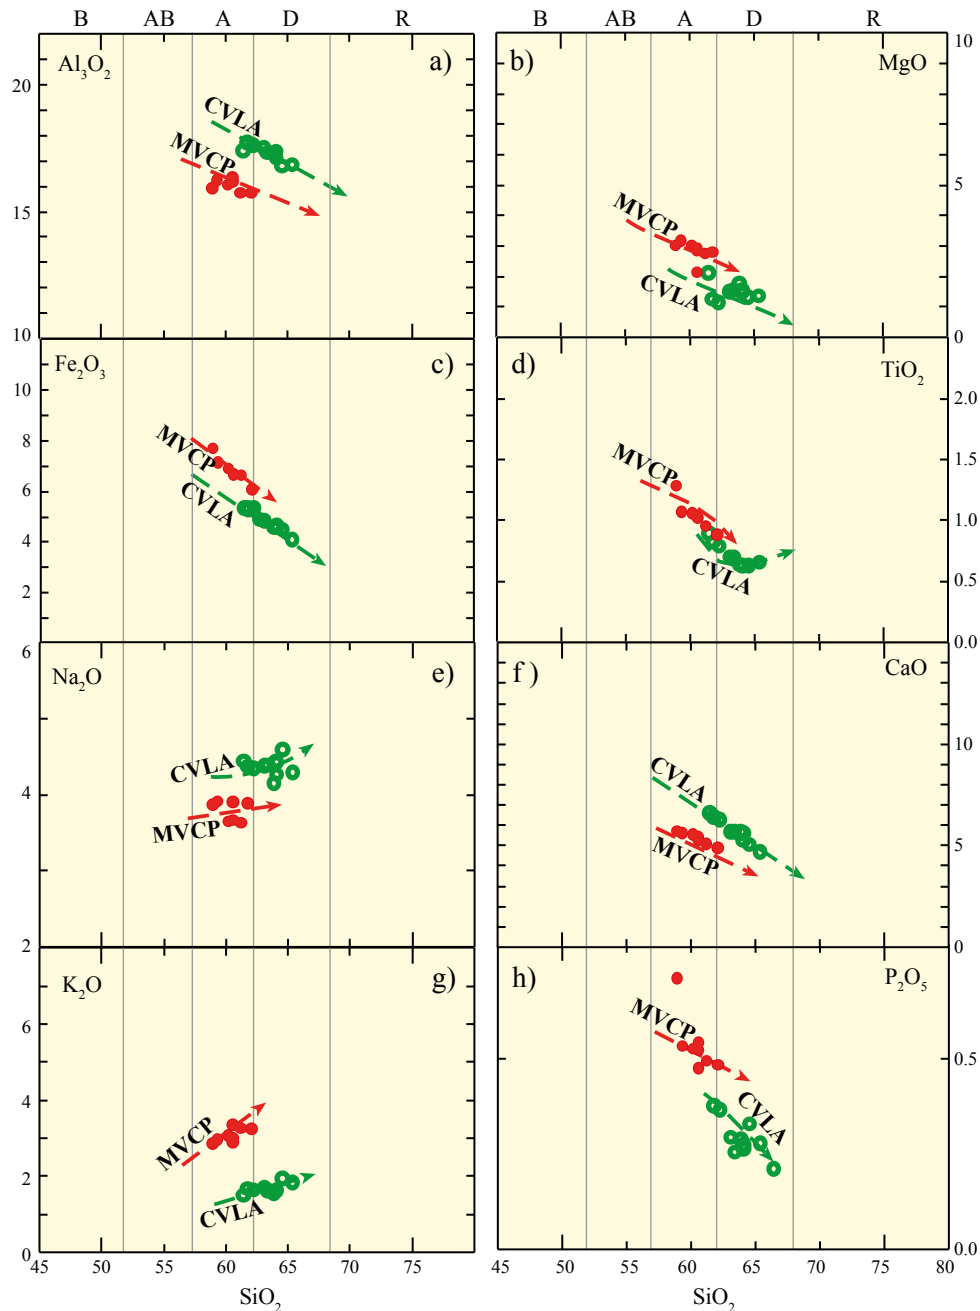 B AB A D R B AB A D R
Al₃O₂ a) b) MgO
20
15
10
CVLA
MVCP
10
5
0
MVCP
CVLA
Fe₂O₃ c) d) TiO₂
10
8
6
4
2
MVCP
CVLA
2.0
1.5
1.0
0.5
0.0
MVCP
CVLA
Na₂O e) f) CaO
6
4
2
CVLA
MVCP
10
5
0
CVLA
MVCP
K₂O g) h) P₂O₅
6
4
2
0
MVCP
CVLA
0.5
0.0
MVCP
CVLA
45 50 55 60 65 70 75 50 55 60 65 70 75 80
SiO₂ SiO₂